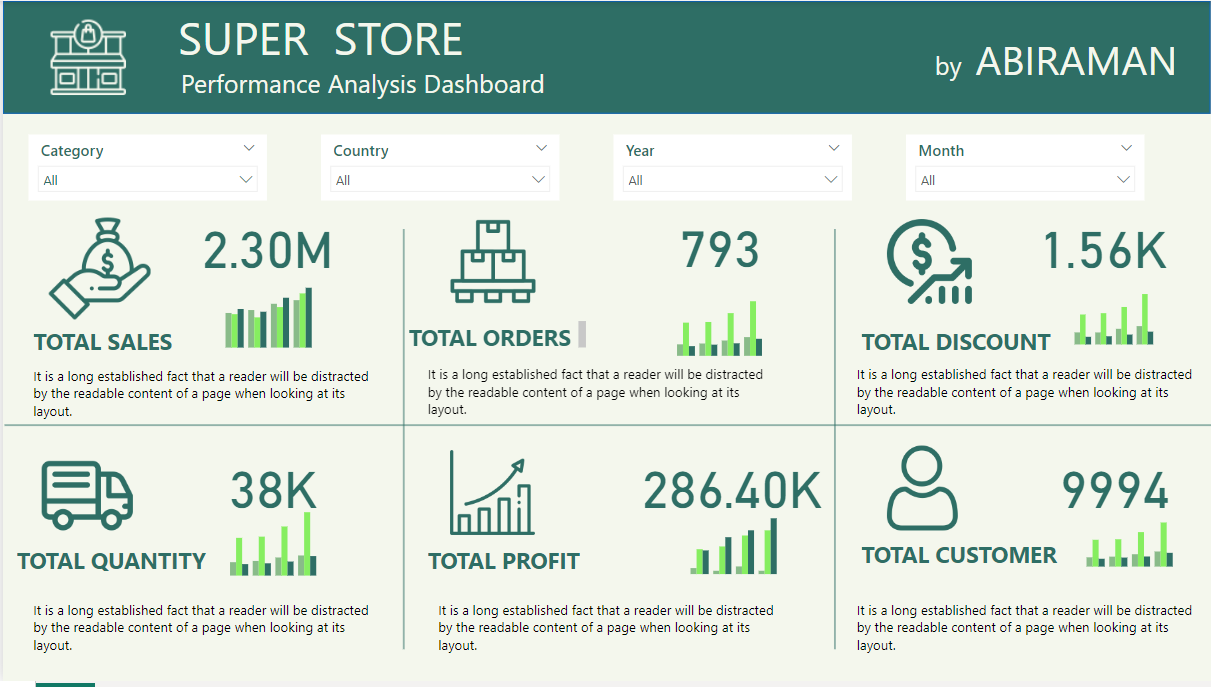 SUPER STORE
Performance Analysis Dashboard
by ABIRAMAN
Category
All
Country
All
Year
All
Month
All
2.30M
TOTAL SALES
It is a long established fact that a reader will be distracted
by the readable content of a page when looking at its
layout.
793
TOTAL ORDERS
It is a long established fact that a reader will be distracted
by the readable content of a page when looking at its
layout.
1.56K
TOTAL DISCOUNT
It is a long established fact that a reader will be distracted
by the readable content of a page when looking at its
layout.
38K
TOTAL QUANTITY
It is a long established fact that a reader will be distracted
by the readable content of a page when looking at its
layout.
286.40K
TOTAL PROFIT
It is a long established fact that a reader will be distracted
by the readable content of a page when looking at its
layout.
9994
TOTAL CUSTOMER
It is a long established fact that a reader will be distracted
by the readable content of a page when looking at its
layout.